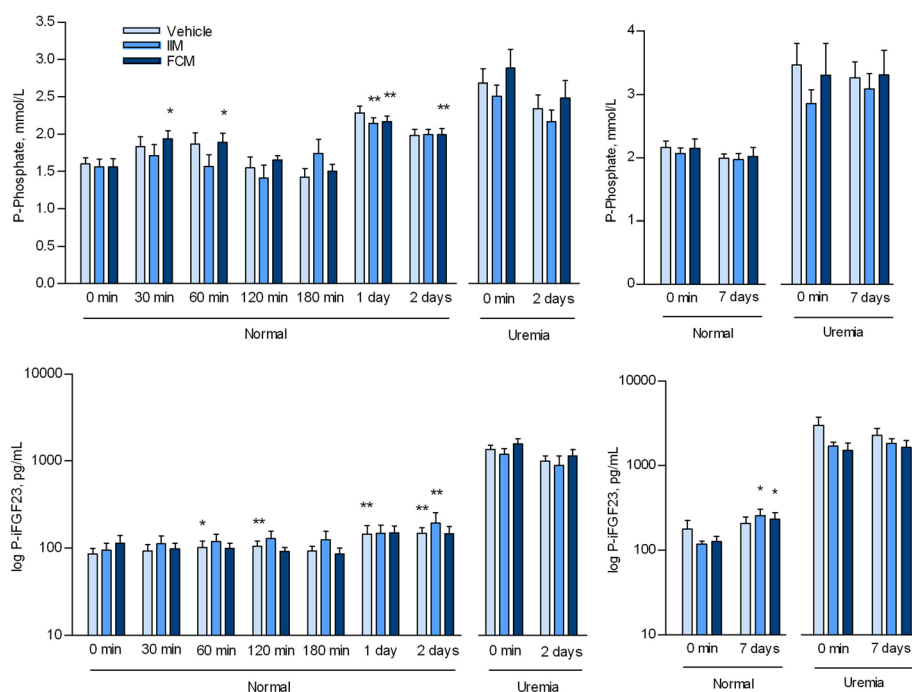 Vehicle
IIM
FCM
P-Phosphate, mmol/L
3.5
3.0
2.5
2.0
1.5
1.0
0.5
0.0
* * ** ** **
0 min 30 min 60 min 120 min 180 min 1 day 2 days
Normal
0 min 2 days
Uremia
P-Phosphate, mmol/L
4
3
2
1
0
0 min 7 days
Normal
0 min 7 days
Uremia
log P-iFGF23, pg/mL
10000
1000
100
10
* ** ** ** **
0 min 30 min 60 min 120 min 180 min 1 day 2 days
Normal
0 min 2 days
Uremia
log P-iFGF23, pg/mL
10000
1000
100
10
* *
0 min 7 days
Normal
0 min 7 days
Uremia